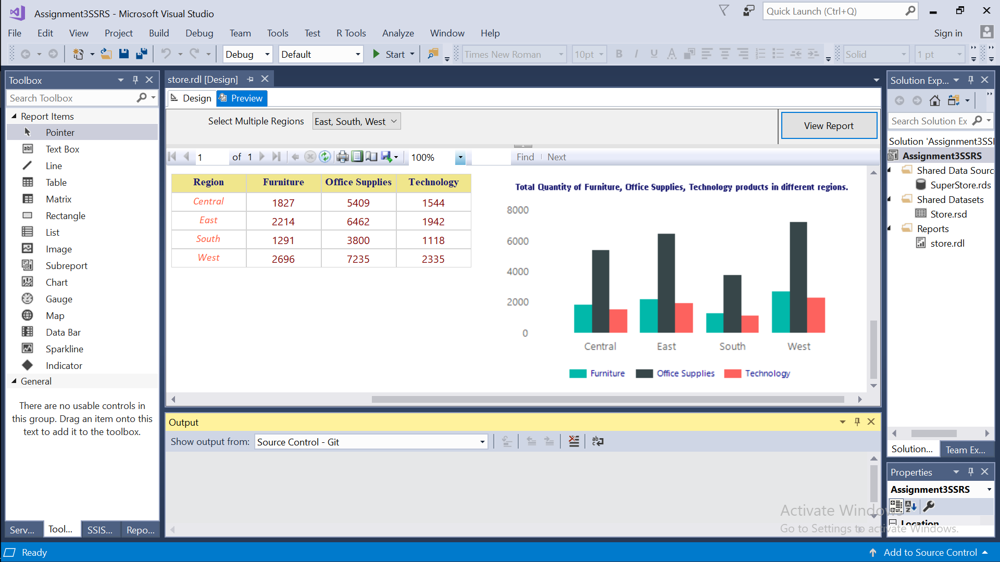 Assignment3SSRS - Microsoft Visual Studio
Quick Launch (Ctrl+Q)
File Edit View Project Build Debug Team Tools Test R Tools Analyze Window Help
Sign in
Debug Default Start Times New Roman 10pt B I U A Solid 1 pt
Toolbox
Search Toolbox
Report Items
Pointer
Text Box
Line
Table
Matrix
Rectangle
List
Image
Subreport
Chart
Gauge
Map
Data Bar
Sparkline
Indicator
General
There are no usable controls in
this group. Drag an item onto this
text to add it to the toolbox.
Serv... Tool... SSIS... Repo...
store.rdl [Design]
Design Preview
Select Multiple Regions East, South, West
View Report
1 of 1 100% Find Next
Region Furniture Office Supplies Technology
Central 1827 5409 1544
East 2214 6462 1942
South 1291 3800 1118
West 2696 7235 2335
Total Quantity of Furniture, Office Supplies, Technology products in different regions.
8000
6000
4000
2000
0
Central East South West
Furniture Office Supplies Technology
Output
Show output from: Source Control - Git
Solution Exp...
Search Solution Ex
Solution 'Assignment3SSI
Assignment3SSRS
Shared Data Sourc
SuperStore.rds
Shared Datasets
Store.rsd
Reports
store.rdl
Solution... Team Ex...
Properties
Assignment3SSRS
Location
Activate Windows
Go to Settings to activate Windows.
Ready
Add to Source Control